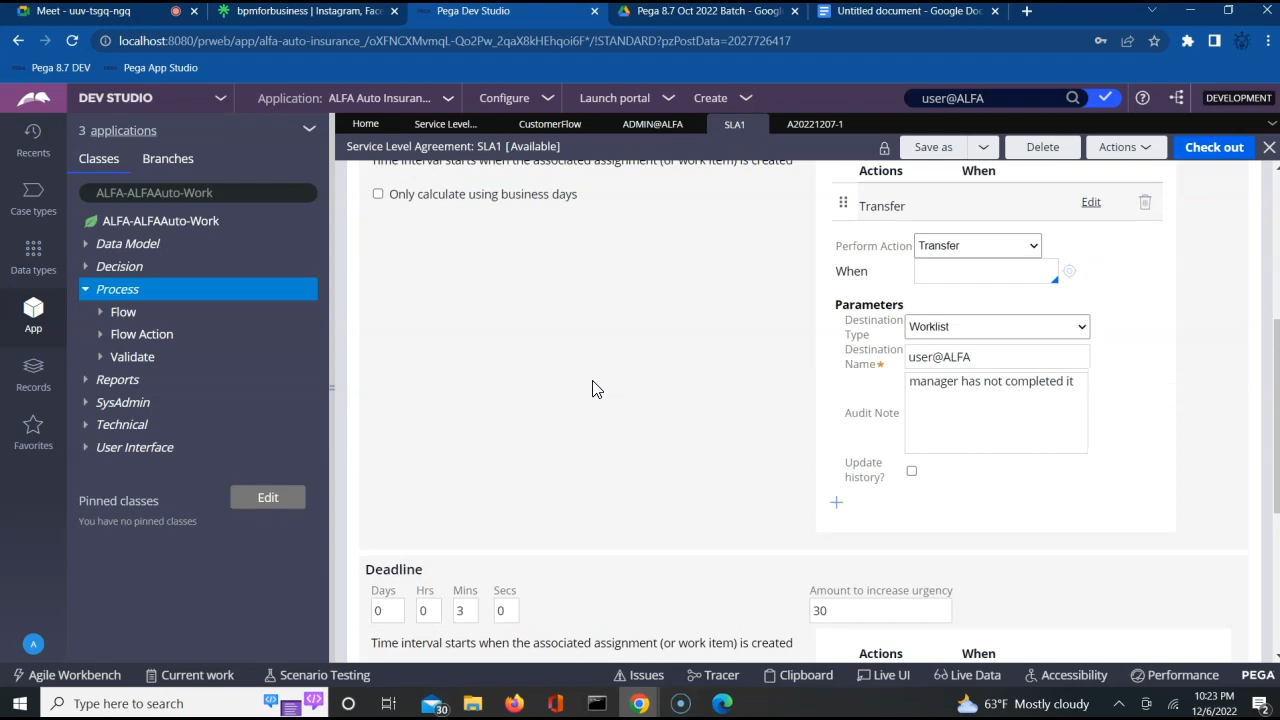 Meet - uuv-tsgq-ngq
bpmforbusiness | Instagram, Fac
Pega Dev Studio
Pega 8.7 Oct 2022 Batch - Google
Untitled document - Google Doc
localhost:8080/prweb/app/alfa-auto-insurance_/oXFNCXMvmqL-Qo2Pw_2qaX8kHEhqoi6F*/!STANDARD?pzPostData=2027726417
Pega 8.7 DEV
Pega App Studio
DEV STUDIO
Application: ALFA Auto Insuran...
Configure
Launch portal
Create
user@ALFA
DEVELOPMENT
3 applications
Home
Service Level...
CustomerFlow
ADMIN@ALFA
SLA1
A20221207-1
Recents
Case types
Data types
App
Records
Favorites
A
Classes
Branches
ALFA-ALFAAuto-Work
ALFA-ALFAAuto-Work
Data Model
Decision
Process
Flow
Flow Action
Validate
Reports
SysAdmin
Technical
User Interface
Pinned classes
Edit
You have no pinned classes
Service Level Agreement: SLA1 [Available]
Save as
Delete
Actions
Check out
Time interval starts when the associated assignment (or work item) is created
Only calculate using business days
Actions
When
Transfer
Edit
Perform Action
Transfer
When
Parameters
Destination Type
Worklist
Destination Name★
user@ALFA
Audit Note
manager has not completed it
Update history?
Deadline
Days
Hrs
Mins
Secs
0
0
3
0
Amount to increase urgency
30
Time interval starts when the associated assignment (or work item) is created
Actions
When
Agile Workbench
Current work
Scenario Testing
Issues
Tracer
Clipboard
Live UI
Live Data
Accessibility
Performance
PEGA
Type here to search
30
63°F Mostly cloudy
10:23 PM
12/6/2022
2